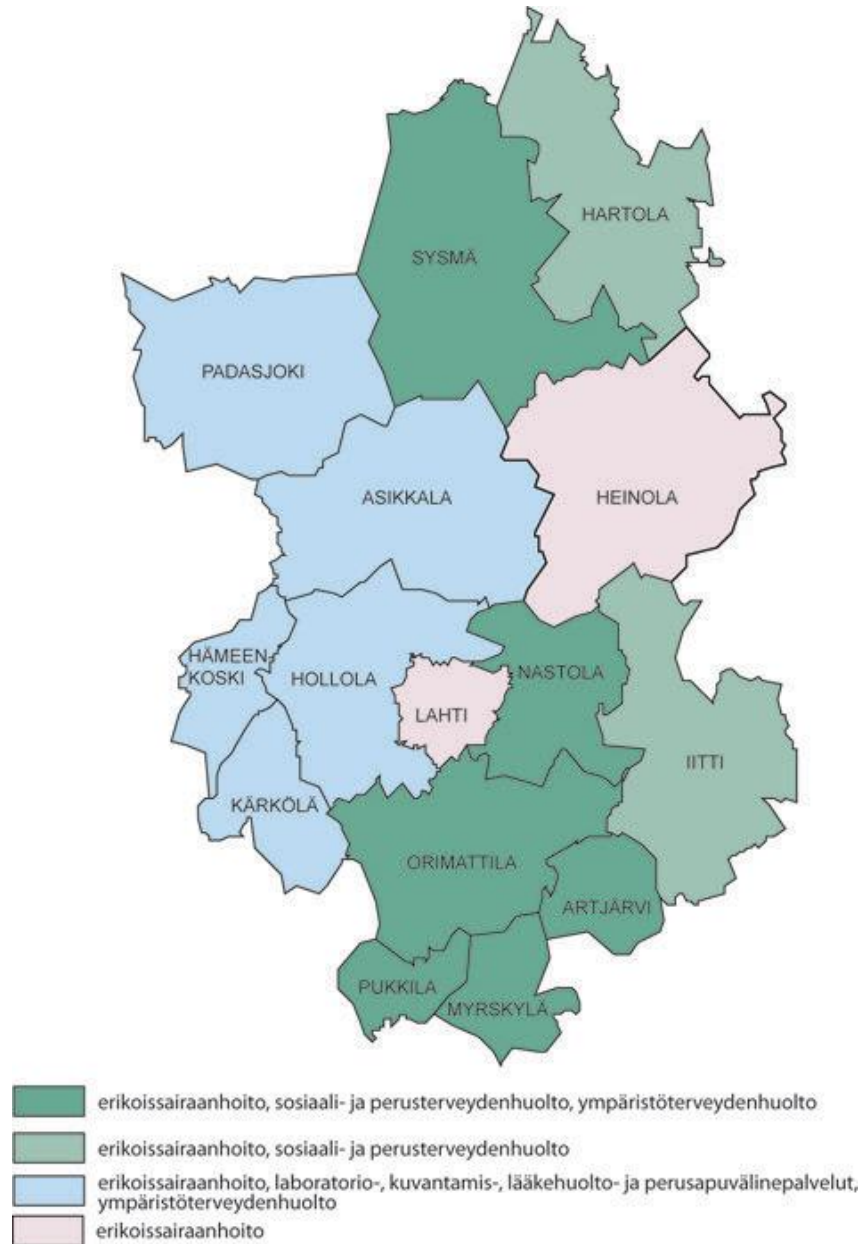 HARTOLA
SYSMÄ
PADASJOKI
ASIKKALA
HEINOLA
HÄMEEN-
KOSKI
HOLLOLA
NASTOLA
LAHTI
IITTI
KÄRKÖLÄ
ORIMATTILA
ARTJÄRVI
PUKKILA
MYRSKYLÄ
erikoissairaanhoito, sosiaali- ja perusterveydenhuolto, ympäristöterveydenhuolto
erikoissairaanhoito, sosiaali- ja perusterveydenhuolto
erikoissairaanhoito, laboratorio-, kuvantamis-, lääkehuolto- ja perusapuvälinepalvelut,
ympäristöterveydenhuolto
erikoissairaanhoito